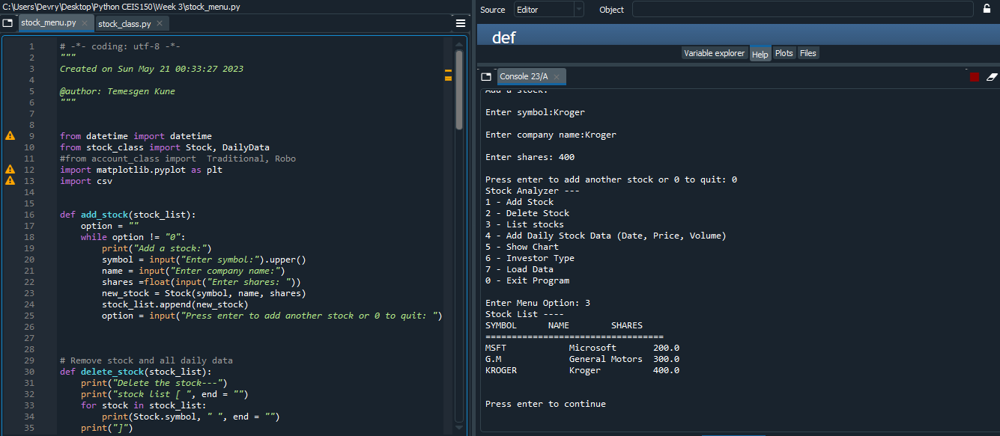 C:\Users\Devry\Desktop\Python CEIS150\Week 3\stock_menu.py
stock_menu.py
stock_class.py
1 # -*- coding: utf-8 -*-
2 """
3 Created on Sun May 21 00:33:27 2023
4
5 @author: Temesgen Kune
6 """
7
8
9 from datetime import datetime
10 from stock_class import Stock, DailyData
11 #from account_class import  Traditional, Robo
12 import matplotlib.pyplot as plt
13 import csv
14
15
16 def add_stock(stock_list):
17     option = ""
18     while option != "0":
19         print("Add a stock:")
20         symbol = input("Enter symbol:").upper()
21         name = input("Enter company name:")
22         shares =float(input("Enter shares: "))
23         new_stock = Stock(symbol, name, shares)
24         stock_list.append(new_stock)
25         option = input("Press enter to add another stock or 0 to quit: ")
26
27
28
29 # Remove stock and all daily data
30 def delete_stock(stock_list):
31     print("Delete the stock---")
32     print("stock list [ ", end = "")
33     for stock in stock_list:
34         print(Stock.symbol, " ", end = "")
35     print("]")
Source Editor Object
def
Variable explorer Help Plots Files
Console 23/A
Add a stock:
Enter symbol:Kroger
Enter company name:Kroger
Enter shares: 400
Press enter to add another stock or 0 to quit: 0
Stock Analyzer ---
1 - Add Stock
2 - Delete Stock
3 - List stocks
4 - Add Daily Stock Data (Date, Price, Volume)
5 - Show Chart
6 - Investor Type
7 - Load Data
0 - Exit Program
Enter Menu Option: 3
Stock List ----
SYMBOL      NAME        SHARES
==================================
MSFT            Microsoft       200.0
G.M             General Motors  300.0
KROGER          Kroger          400.0
Press enter to continue